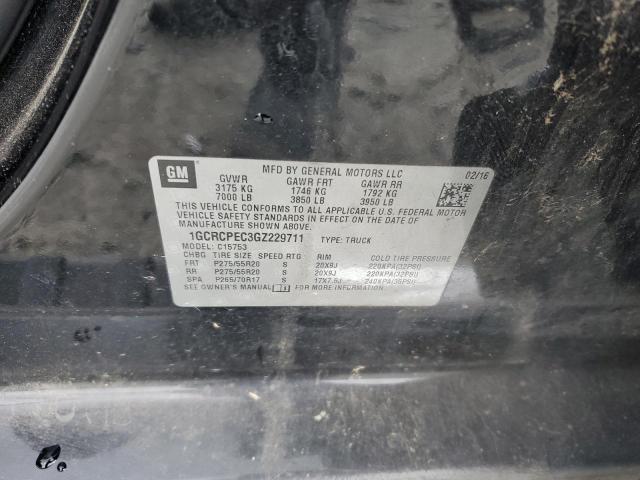 GM
MFD BY GENERAL MOTORS LLC 02/16
GVWR GAWR FRT GAWR RR
3175 KG 1746 KG 1792 KG
7000 LB 3850 LB 3950 LB
THIS VEHICLE CONFORMS TO ALL APPLICABLE U.S. FEDERAL MOTOR
VEHICLE SAFETY STANDARDS IN EFFECT ON THE DATE OF
MANUFACTURE SHOWN ABOVE.
1GCRCPEC3GZ229711 TYPE: TRUCK
MODEL: C15753
CHBG TIRE SIZE SPEED RTG RIM COLD TIRE PRESSURE
FRT P275/55R20 S 20X9J 220KPA(32PSI)
RR P275/55R20 S 20X9J 220KPA(32PSI)
SPA P255/70R17 S 17X7.5J 240KPA(35PSI)
SEE OWNER'S MANUAL FOR MORE INFORMATION.